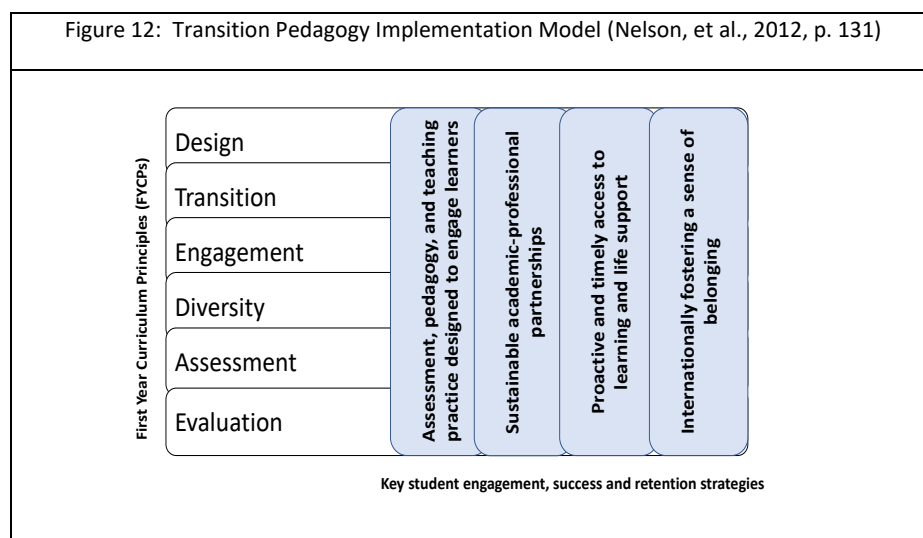 Figure 12: Transition Pedagogy Implementation Model (Nelson, et al., 2012, p. 131)
First Year Curriculum Principles (FYCPs)
Design
Transition
Engagement
Diversity
Assessment
Evaluation
Assessment, pedagogy, and teaching
practice designed to engage learners
Sustainable academic-professional
partnerships
Proactive and timely access to
learning and life support
Internationally fostering a sense of
belonging
Key student engagement, success and retention strategies